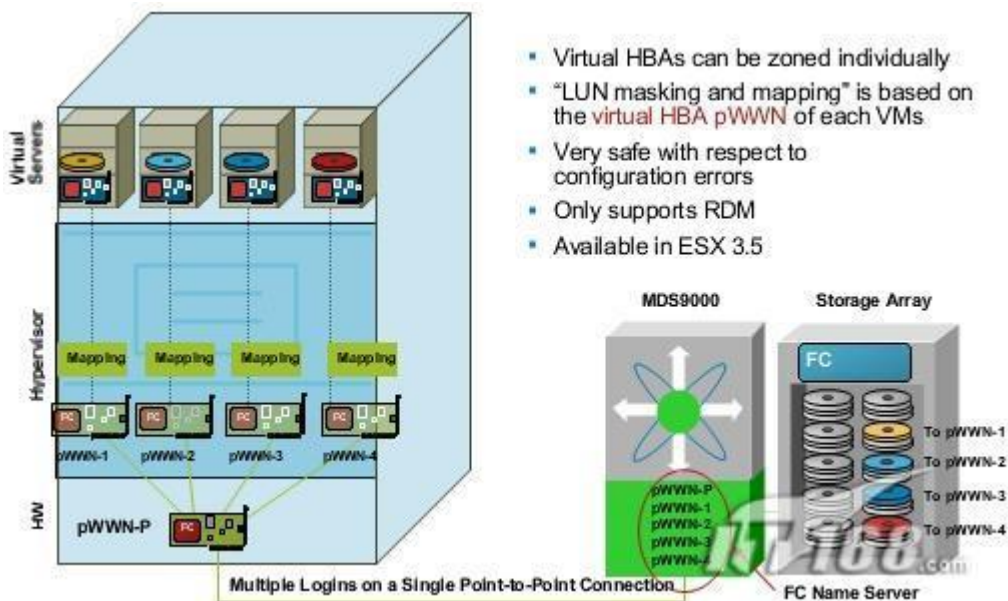 Virtual HBAs can be zoned individually
“LUN masking and mapping” is based on
the virtual HBA pWWN of each VMs
Very safe with respect to
configuration errors
Only supports RDM
Available in ESX 3.5
Virtual
Servers
Hypervisor
HW
Mapping
Mapping
Mapping
Mapping
FC
FC
FC
FC
pWWN-1
pWWN-2
pWWN-3
pWWN-4
pWWN-P
FC
Multiple Logins on a Single Point-to-Point Connection
MDS9000
pWWN-P
pWWN-1
pWWN-2
pWWN-3
pWWN-4
FC Name Server
Storage Array
FC
To pWWN-1
To pWWN-2
To pWWN-3
To pWWN-4
IT168.com